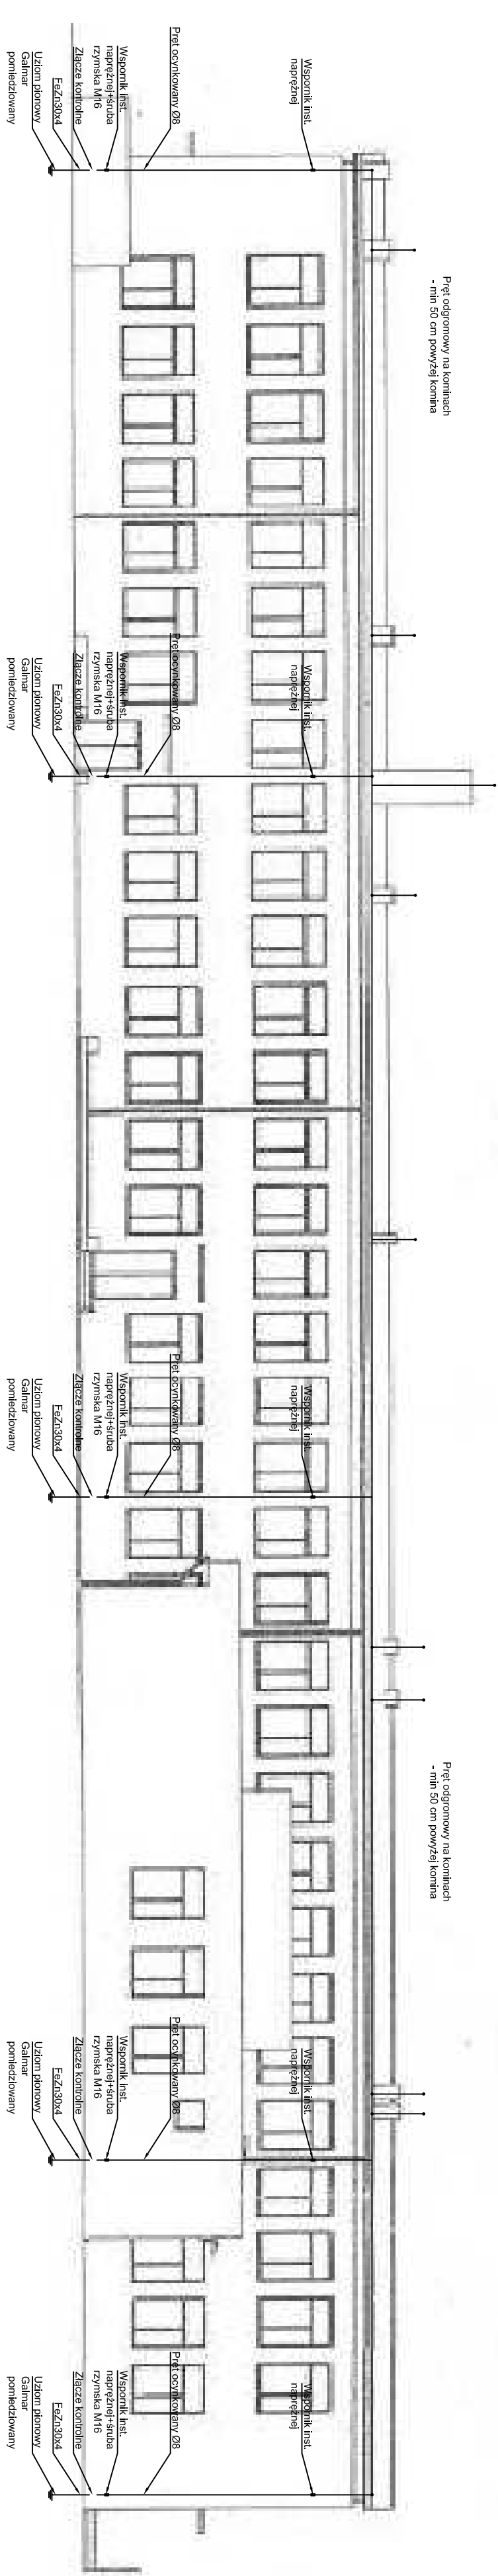 Pręt odgromowy na kominach
- min 50 cm powyżej komina
Pręt odgromowy na kominach
- min 50 cm powyżej komina
Wspornik inst.
naprężnej
Pręt ocynkowany Ø8
Wspornik inst.
naprężnej+śruba
rzymska M16
Złącze kontrolne
FeZn30x4
Uziom pionowy
Galmar
pomiedziowany
Wspornik inst.
naprężnej
Pręt ocynkowany Ø8
Wspornik inst.
naprężnej+śruba
rzymska M16
Złącze kontrolne
FeZn30x4
Uziom pionowy
Galmar
pomiedziowany
Wspornik inst.
naprężnej
Pręt ocynkowany Ø8
Wspornik inst.
naprężnej+śruba
rzymska M16
Złącze kontrolne
FeZn30x4
Uziom pionowy
Galmar
pomiedziowany
Wspornik inst.
naprężnej
Pręt ocynkowany Ø8
Wspornik inst.
naprężnej+śruba
rzymska M16
Złącze kontrolne
FeZn30x4
Uziom pionowy
Galmar
pomiedziowany
Wspornik inst.
naprężnej
Pręt ocynkowany Ø8
Wspornik inst.
naprężnej+śruba
rzymska M16
Złącze kontrolne
FeZn30x4
Uziom pionowy
Galmar
pomiedziowany